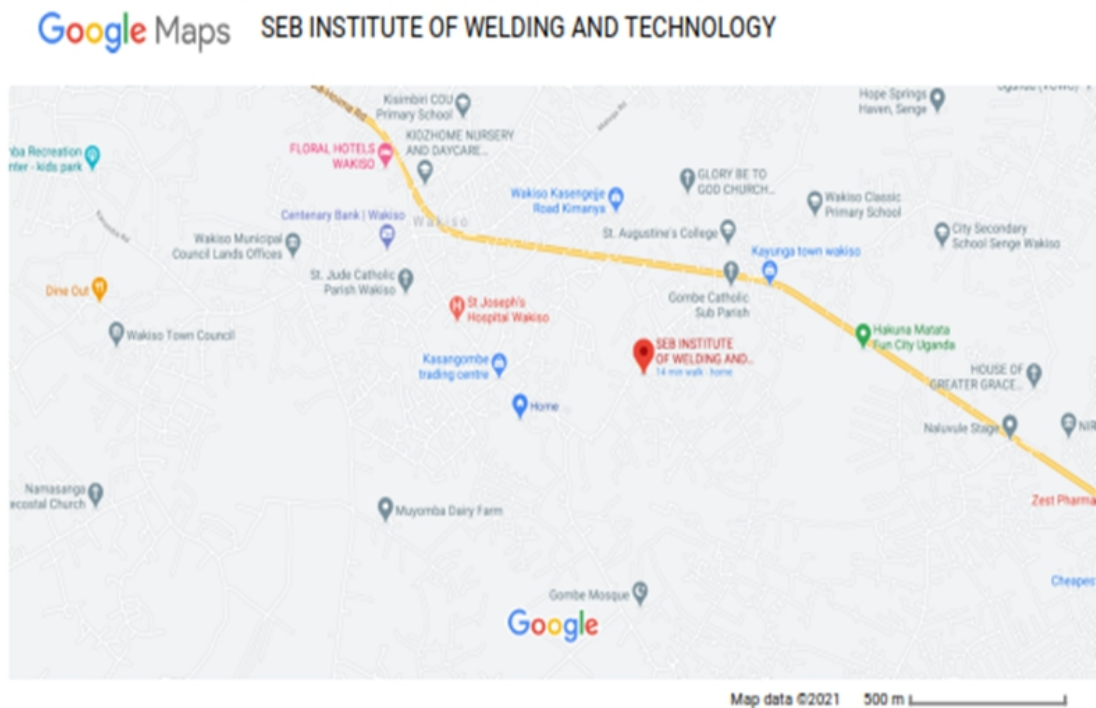 Google Maps SEB INSTITUTE OF WELDING AND TECHNOLOGY
Hoima Rd
Kisimbiri COU
Primary School
Hope Springs
Haven, Senge
KIDZHOME NURSERY
AND DAYCARE...
FLORAL HOTELS
WAKISO
Recreation
kids park
GLORY BE TO
GOD CHURCH...
Wakiso Kasengejje
Road Kimanya
Wakiso Classic
Primary School
Centenary Bank | Wakiso
Wakiso
St. Augustine's College
City Secondary
School Senge Wakiso
Wakiso Municipal
Council Lands Offices
Kayunga town wakiso
St. Jude Catholic
Parish Wakiso
Dine Out
St Joseph's
Hospital Wakiso
Gombe Catholic
Sub Parish
Wakiso Town Council
Hakuna Matata
Fun City Uganda
SEB INSTITUTE
OF WELDING AND...
14 min walk - home
Kasangombe
trading centre
HOUSE OF
GREATER GRACE...
Home
Naluvule Stage
NIR
Namasanga
ecostal Church
Zest Pharma
Muyomba Dairy Farm
Cheapes
Gombe Mosque
Google
Map data ©2021 500 m